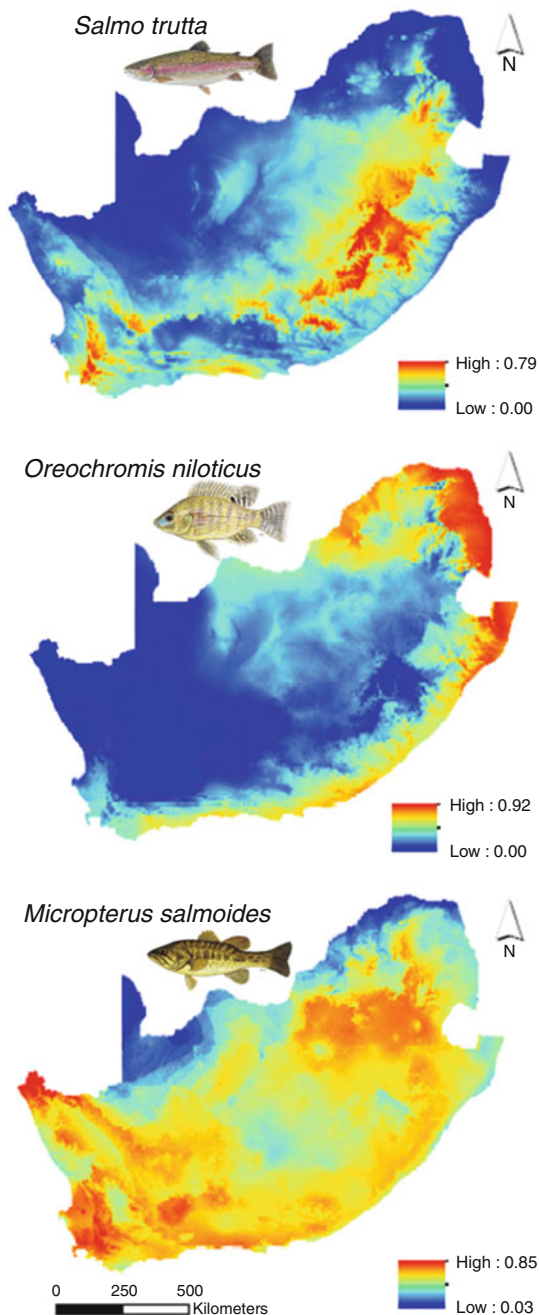 Salmo trutta
N
High : 0.79
Low : 0.00
Oreochromis niloticus
N
High : 0.92
Low : 0.00
Micropterus salmoides
N
High : 0.85
Low : 0.03
0 250 500
Kilometers